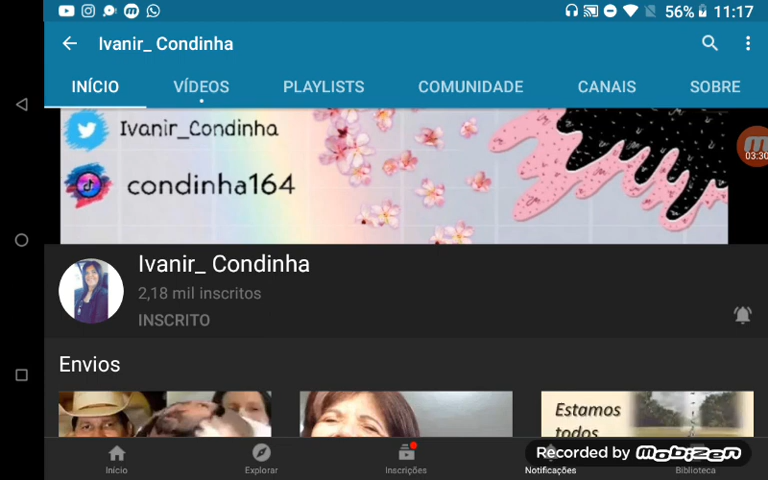 56% 11:17
Ivanir_ Condinha
INÍCIO VÍDEOS PLAYLISTS COMUNIDADE CANAIS SOBRE
Ivanir_Condinha
condinha164
03:30
Ivanir_ Condinha
2,18 mil inscritos
INSCRITO
Envios
Estamos
todos
Recorded by MOBIZEN
Início Explorar Inscrições Notificações Biblioteca